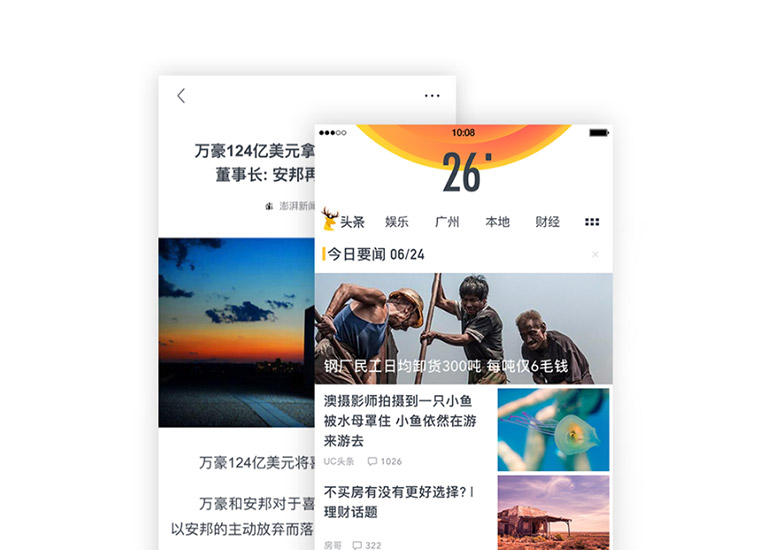 万豪124亿美元拿
董事长: 安邦再
澎湃新闻
万豪124亿美元将喜
万豪和安邦对于喜
以安邦的主动放弃而落
10:08
26°
头条 娱乐 广州 本地 财经
今日要闻 06/24
钢厂民工日均卸货300吨 每吨仅6毛钱
澳摄影师拍摄到一只小鱼
被水母罩住 小鱼依然在游
来游去
UC头条 1026
不买房有没有更好选择? |
理财话题
房哥 322